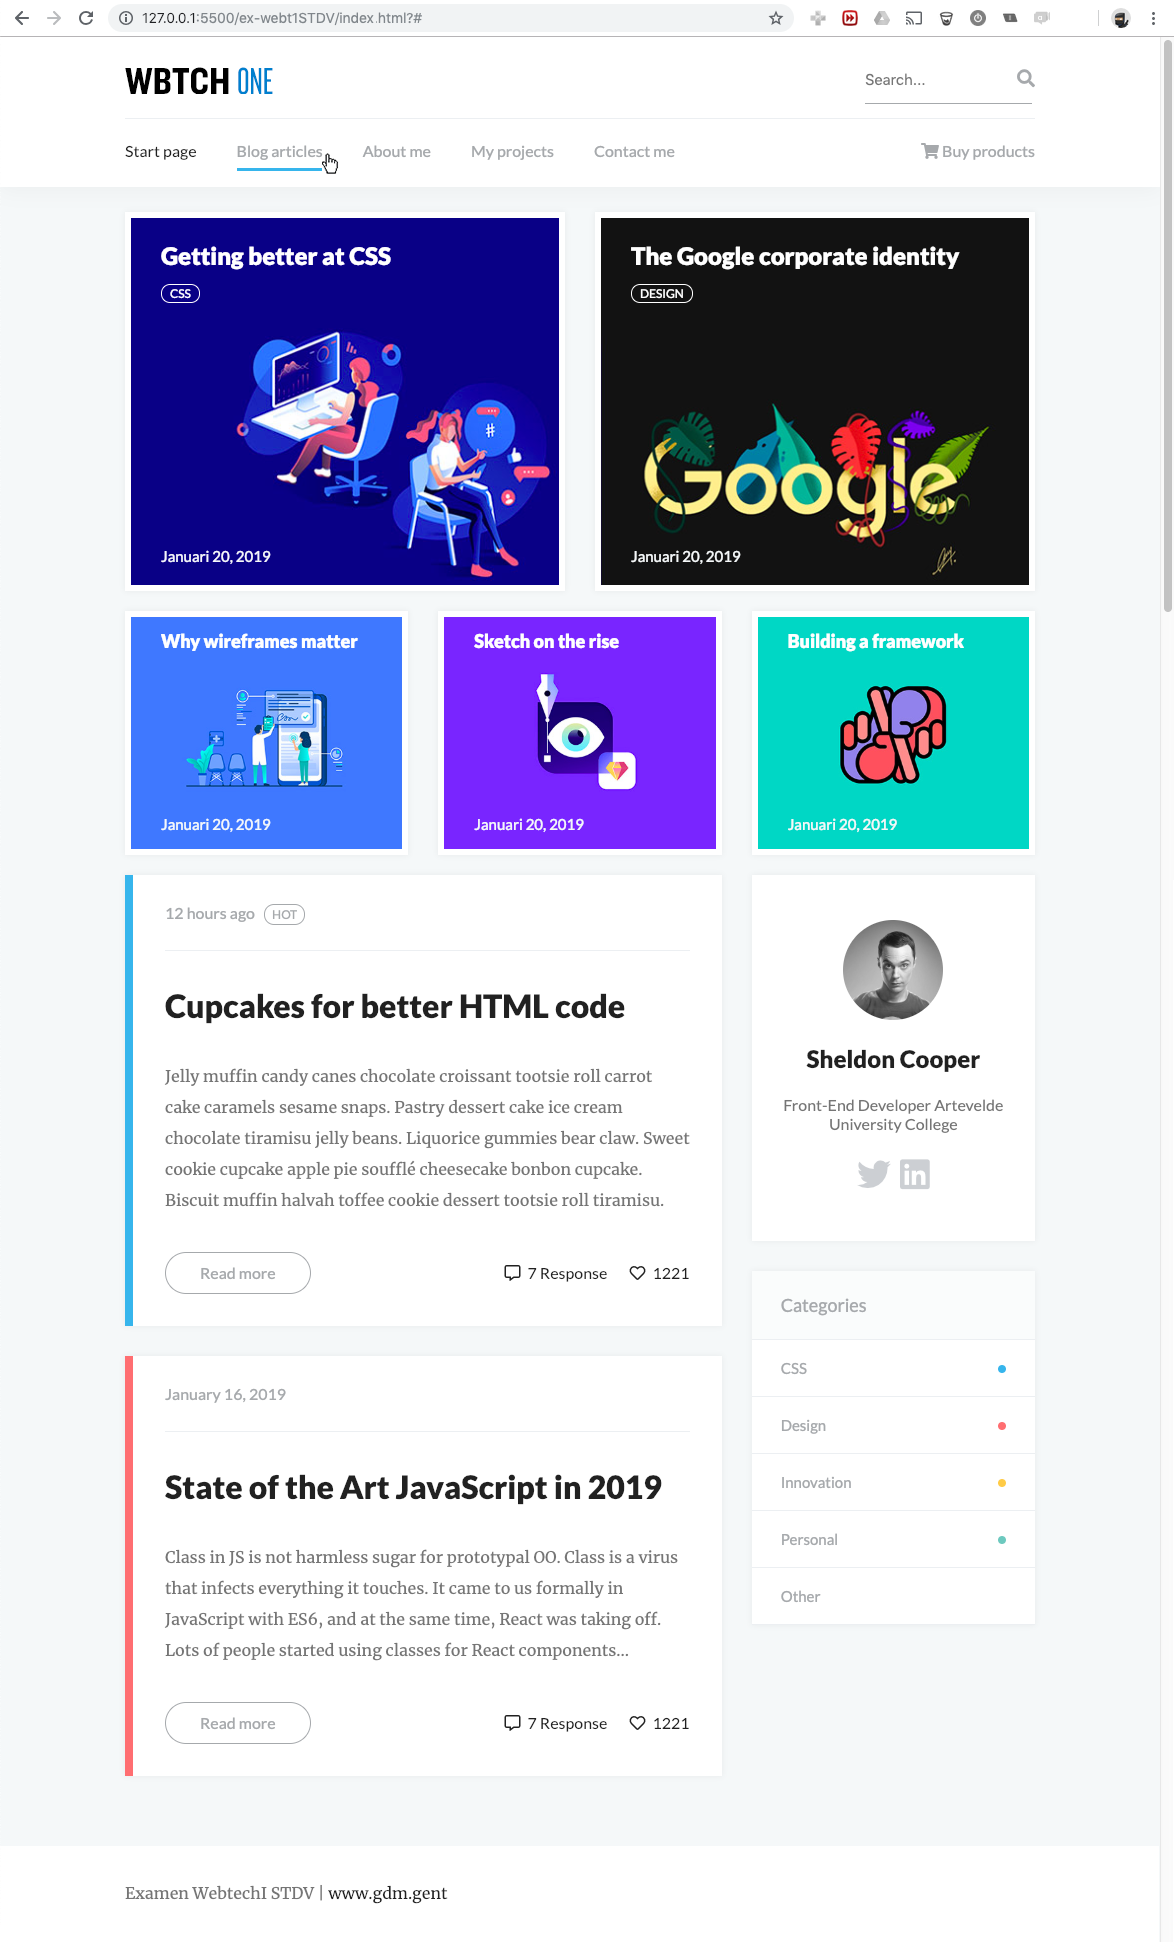 127.0.0.1:5500/ex-webt1STDV/index.html?#
WBTCH ONE
Search...
Start page
Blog articles
About me
My projects
Contact me
Buy products
Getting better at CSS
CSS
#
Januari 20, 2019
The Google corporate identity
DESIGN
Google
Januari 20, 2019
Why wireframes matter
Januari 20, 2019
Sketch on the rise
Januari 20, 2019
Building a framework
Januari 20, 2019
12 hours ago HOT
Cupcakes for better HTML code
Jelly muffin candy canes chocolate croissant tootsie roll carrot
cake caramels sesame snaps. Pastry dessert cake ice cream
chocolate tiramisu jelly beans. Liquorice gummies bear claw. Sweet
cookie cupcake apple pie soufflé cheesecake bonbon cupcake.
Biscuit muffin halvah toffee cookie dessert tootsie roll tiramisu.
Read more
7 Response
1221
January 16, 2019
State of the Art JavaScript in 2019
Class in JS is not harmless sugar for prototypal OO. Class is a virus
that infects everything it touches. It came to us formally in
JavaScript with ES6, and at the same time, React was taking off.
Lots of people started using classes for React components...
Read more
7 Response
1221
Sheldon Cooper
Front-End Developer Artevelde
University College
in
Categories
CSS
Design
Innovation
Personal
Other
Examen WebtechI STDV | www.gdm.gent